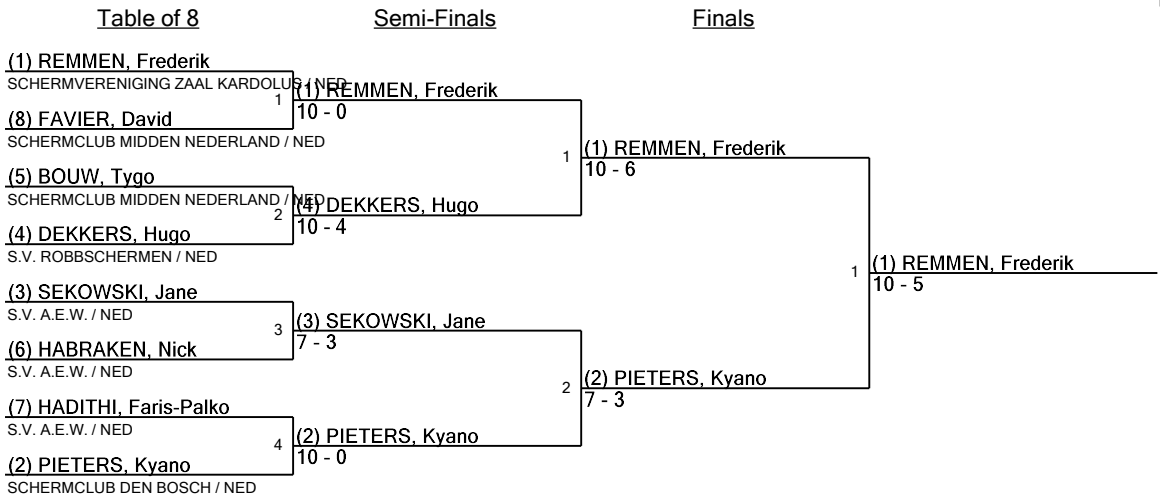 Table of 8
Semi-Finals
Finals
(1) REMMEN, Frederik
SCHERMVERENIGING ZAAL KARDOLUS / NED
1
(8) FAVIER, David
SCHERMCLUB MIDDEN NEDERLAND / NED
(5) BOUW, Tygo
SCHERMCLUB MIDDEN NEDERLAND / NED
2
(4) DEKKERS, Hugo
S.V. ROBBSCHERMEN / NED
(3) SEKOWSKI, Jane
S.V. A.E.W. / NED
3
(6) HABRAKEN, Nick
S.V. A.E.W. / NED
(7) HADITHI, Faris-Palko
S.V. A.E.W. / NED
4
(2) PIETERS, Kyano
SCHERMCLUB DEN BOSCH / NED
(1) REMMEN, Frederik
10 - 0
1
(4) DEKKERS, Hugo
10 - 4
(3) SEKOWSKI, Jane
7 - 3
2
(2) PIETERS, Kyano
10 - 0
(1) REMMEN, Frederik
10 - 6
1
(2) PIETERS, Kyano
7 - 3
(1) REMMEN, Frederik
10 - 5